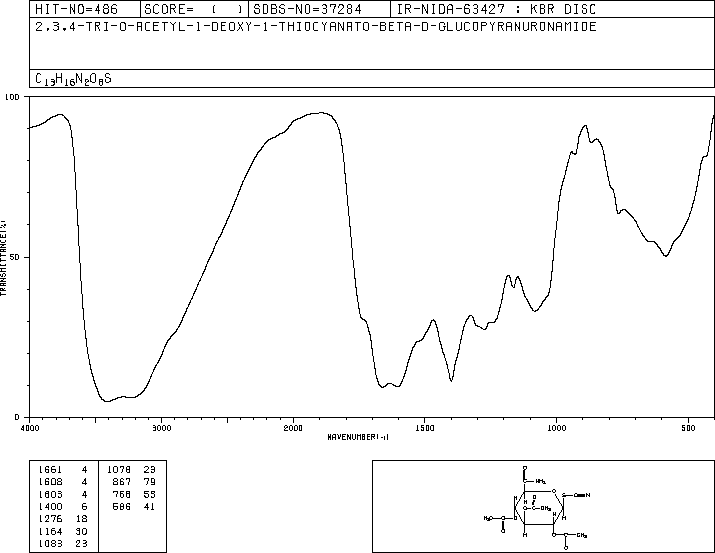 HIT-NO=486 SCORE= ( ) SDBS-NO=37284 IR-NIDA-63427 : KBR DISC
2,3,4-TRI-O-ACETYL-1-DEOXY-1-THIOCYANATO-BETA-D-GLUCOPYRANURONAMIDE
C13H16N2O8S
100
50
0
TRANSMITTANCE(%)
4000 3000 2000 1500 1000 500
WAVENUMBER(-1)
1661 4 1078 29
1608 4 867 79
1603 4 768 55
1400 6 586 41
1276 18
1164 30
1083 23
O
C NH2
O
S C N
H
H
O
H
O C CH3
H
H3C C O
H
H
O
O C CH3
O